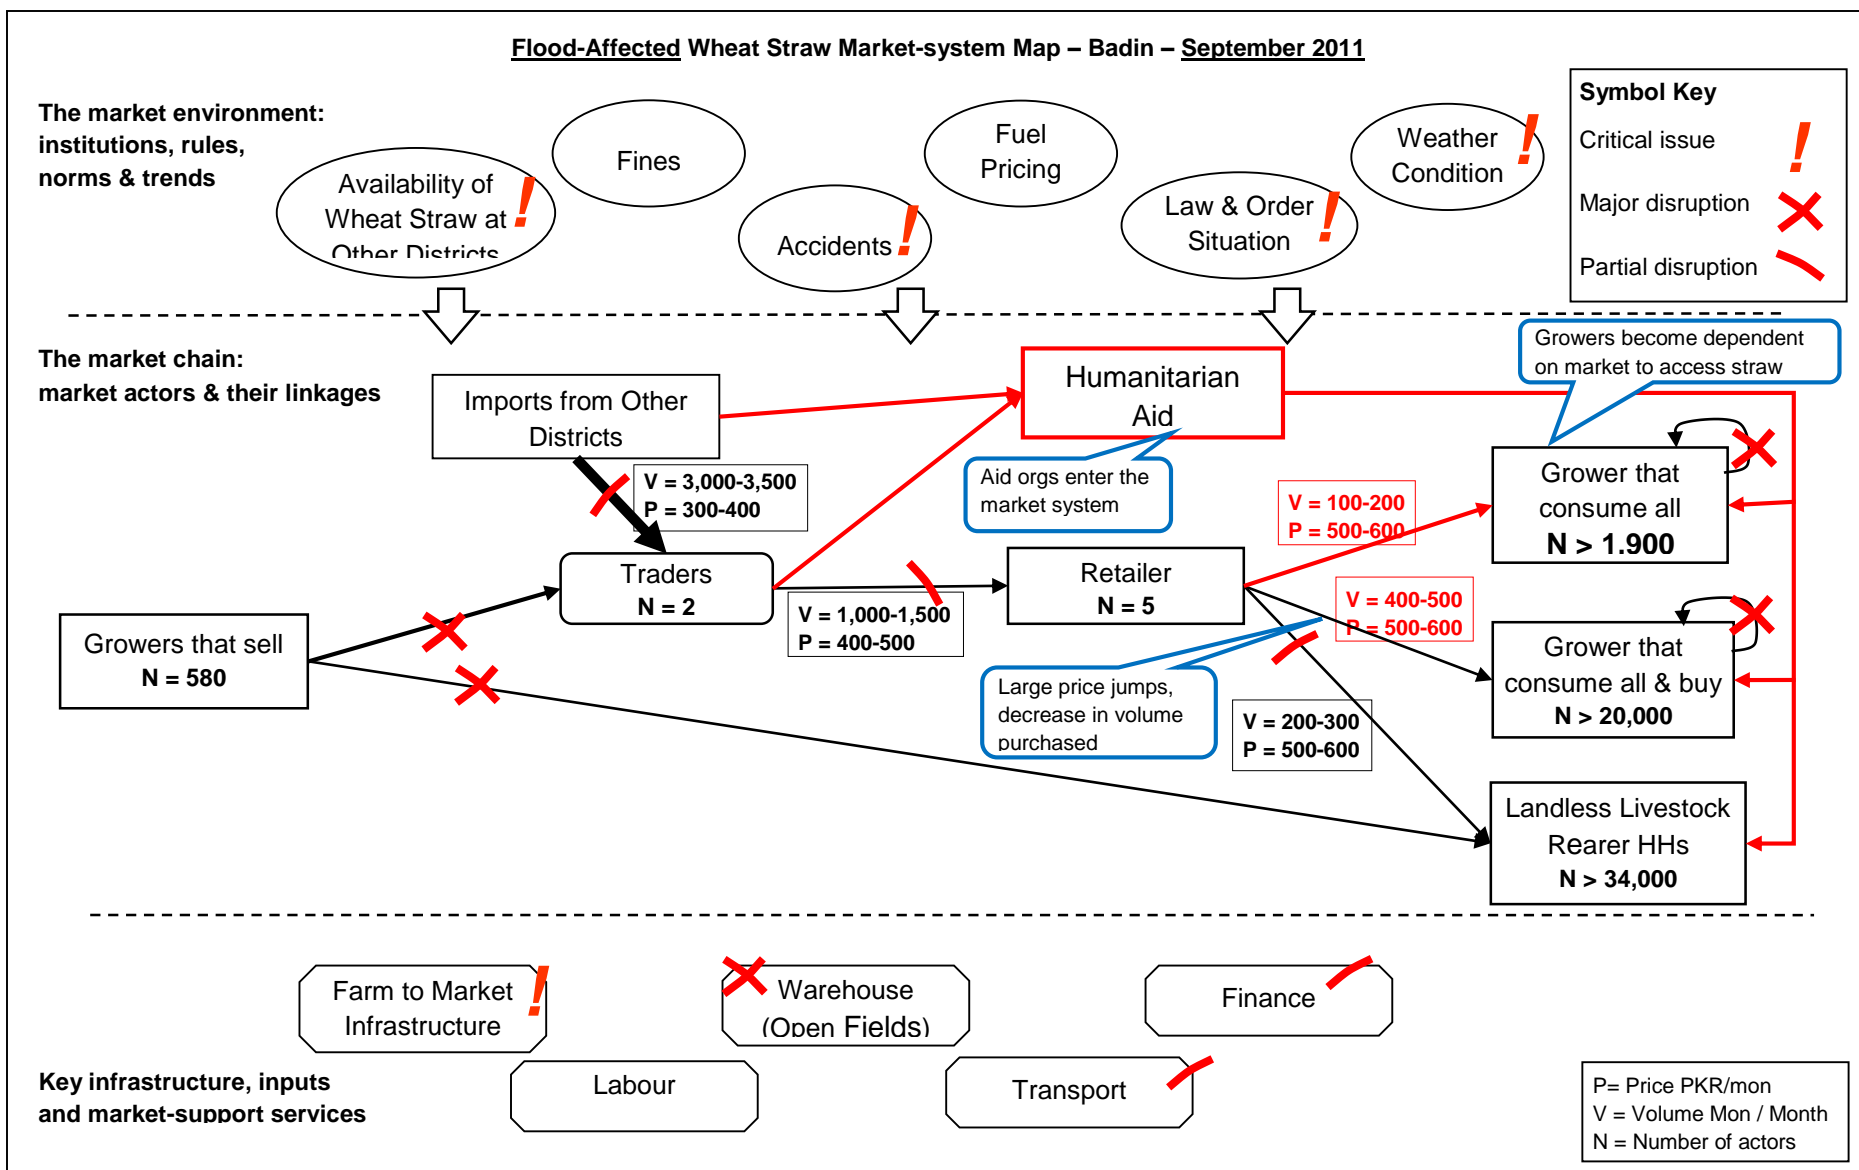 Flood-Affected Wheat Straw Market-system Map – Badin – September 2011
The market environment:
institutions, rules,
norms & trends
Availability of
Wheat Straw at
Other Districts
Fines
Accidents
Fuel
Pricing
Law & Order
Situation
Weather
Condition
Symbol Key
Critical issue
Major disruption
Partial disruption
The market chain:
market actors & their linkages
Imports from Other
Districts
V = 3,000-3,500
P = 300-400
Humanitarian
Aid
Aid orgs enter the
market system
Growers become dependent
on market to access straw
Grower that
consume all
N > 1.900
V = 100-200
P = 500-600
Traders
N = 2
V = 1,000-1,500
P = 400-500
Retailer
N = 5
V = 400-500
P = 500-600
Growers that sell
N = 580
Grower that
consume all & buy
N > 20,000
Large price jumps,
decrease in volume
purchased
V = 200-300
P = 500-600
Landless Livestock
Rearer HHs
N > 34,000
Farm to Market
Infrastructure
Warehouse
(Open Fields)
Finance
Labour
Transport
Key infrastructure, inputs
and market-support services
P= Price PKR/mon
V = Volume Mon / Month
N = Number of actors